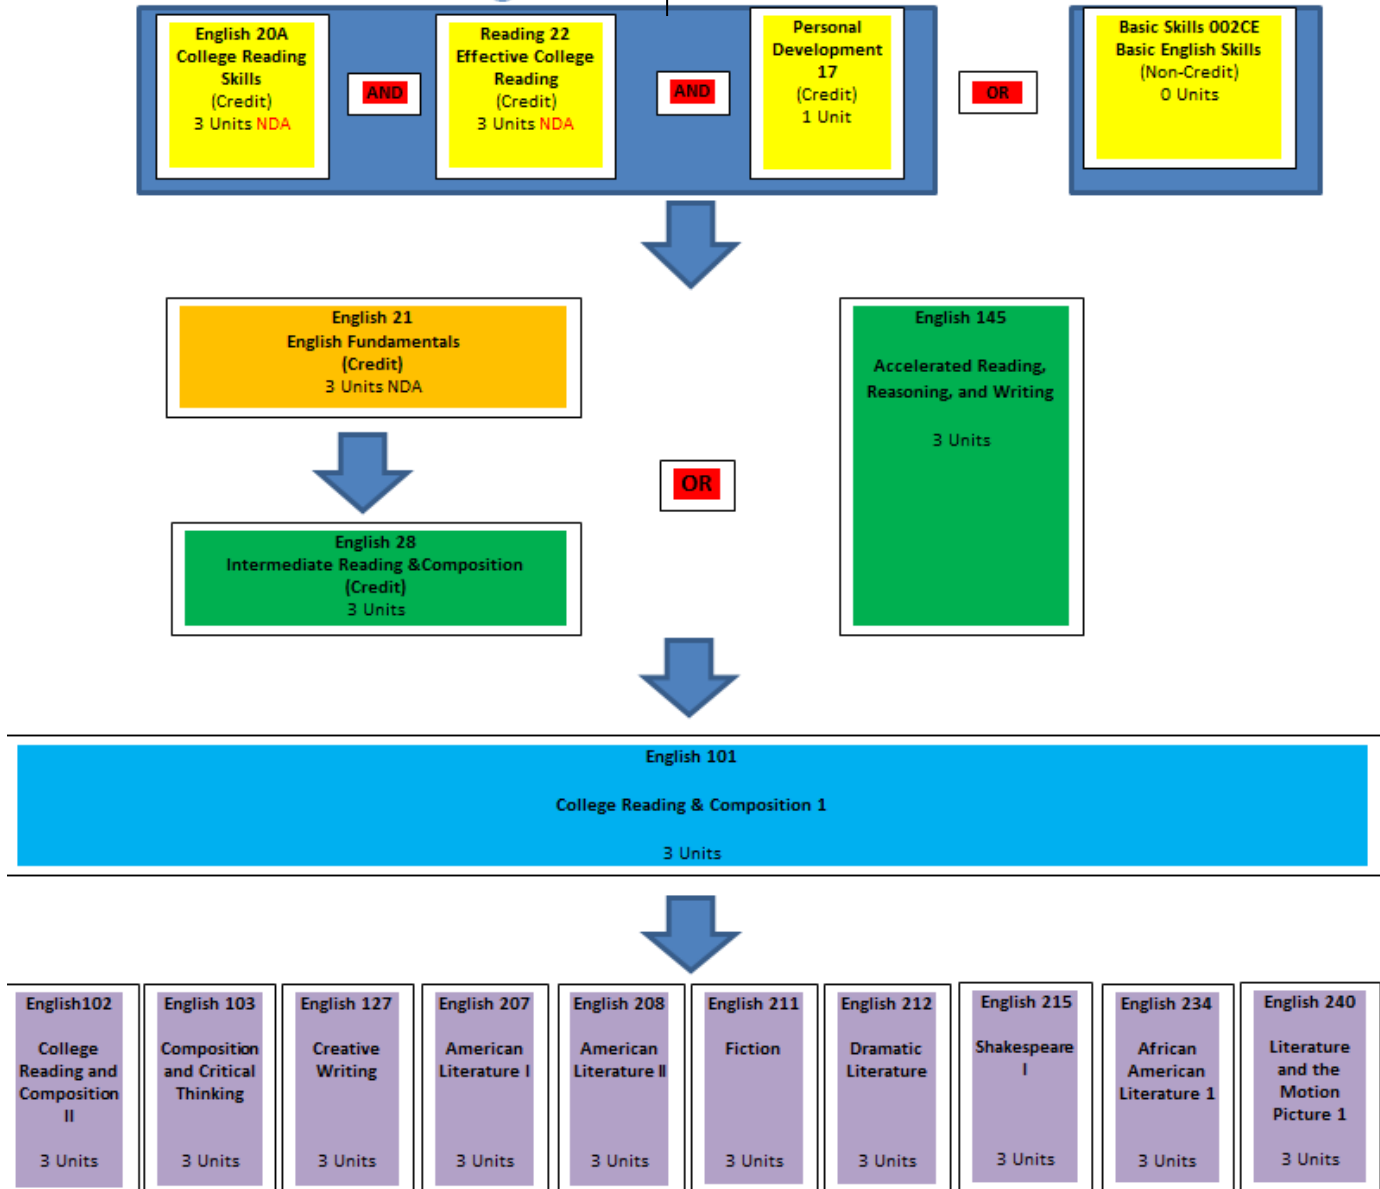 English 20A
College Reading
Skills
(Credit)
3 Units NDA
AND
Reading 22
Effective College
Reading
(Credit)
3 Units NDA
AND
Personal
Development
17
(Credit)
1 Unit
OR
Basic Skills 002CE
Basic English Skills
(Non-Credit)
0 Units
English 21
English Fundamentals
(Credit)
3 Units NDA
English 28
Intermediate Reading &Composition
(Credit)
3 Units
OR
English 145
Accelerated Reading,
Reasoning, and Writing
3 Units
English 101
College Reading & Composition 1
3 Units
English102
College
Reading and
Composition
II
3 Units
English 103
Composition
and Critical
Thinking
3 Units
English 127
Creative
Writing
3 Units
English 207
American
Literature I
3 Units
English 208
American
Literature II
3 Units
English 211
Fiction
3 Units
English 212
Dramatic
Literature
3 Units
English 215
Shakespeare
I
3 Units
English 234
African
American
Literature 1
3 Units
English 240
Literature
and the
Motion
Picture 1
3 Units